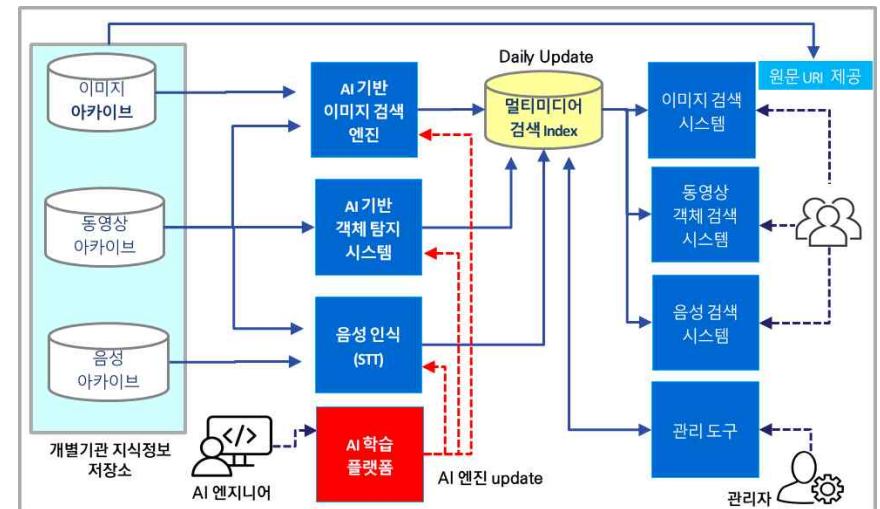 Daily Update
원문 URI 제공
이미지
아카이브
AI 기반
이미지 검색
엔진
멀티미디어
검색 Index
이미지 검색
시스템
동영상
아카이브
AI 기반
객체 탐지
시스템
동영상
객체 검색
시스템
음성
아카이브
음성 인식
(STT)
음성 검색
시스템
개별기관 지식정보
저장소
</>
AI 엔지니어
AI 학습
플랫폼
AI 엔진 update
관리 도구
관리자